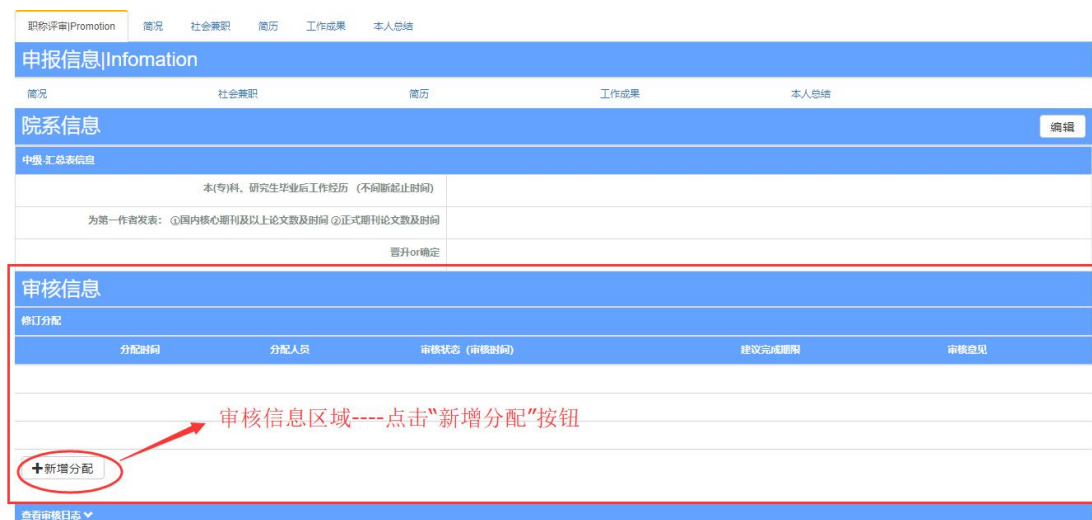 职称评审|Promotion 简况 社会兼职 简历 工作成果 本人总结
申报信息|Infomation
简况 社会兼职 简历 工作成果 本人总结
院系信息 编辑
中级-汇总表信息
本(专)科、研究生毕业后工作经历 (不间断起止时间)
为第一作者发表: ①国内核心期刊及以上论文数及时间 ②正式期刊论文数及时间
晋升or确定
审核信息
修订分配
分配时间 分配人员 审核状态 (审核时间) 建议完成期限 审核意见
审核信息区域----点击“新增分配”按钮
+新增分配
查看审核日志